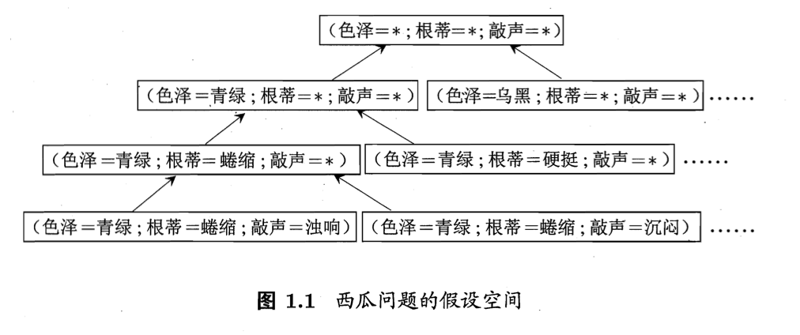 (色泽=*;根蒂=*;敲声=*)
(色泽=青绿;根蒂=*;敲声=*) (色泽=乌黑;根蒂=*;敲声=*) ……
(色泽=青绿;根蒂=蜷缩;敲声=*) (色泽=青绿;根蒂=硬挺;敲声=*) ……
(色泽=青绿;根蒂=蜷缩;敲声=浊响) (色泽=青绿;根蒂=蜷缩;敲声=沉闷) ……
图 1.1 西瓜问题的假设空间